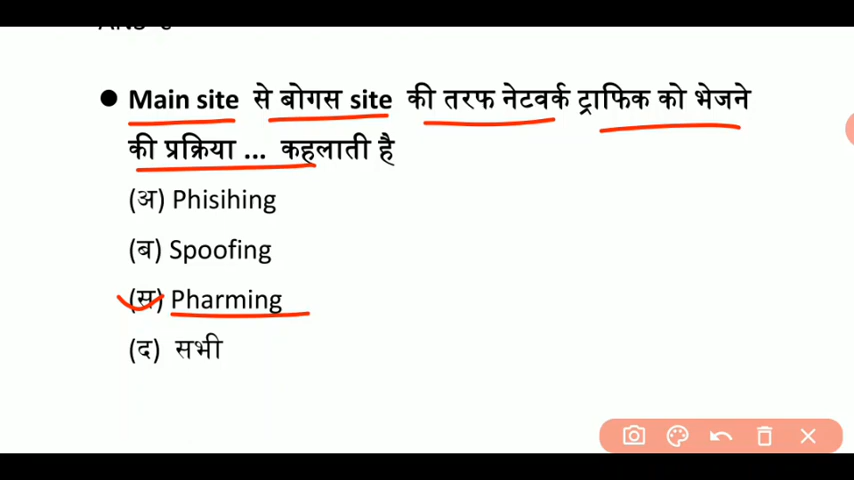 ● Main site से बोगस site की तरफ नेटवर्क ट्राफिक को भेजने
की प्रक्रिया ... कहलाती है
(अ) Phisihing
(ब) Spoofing
(स) Pharming
(द) सभी